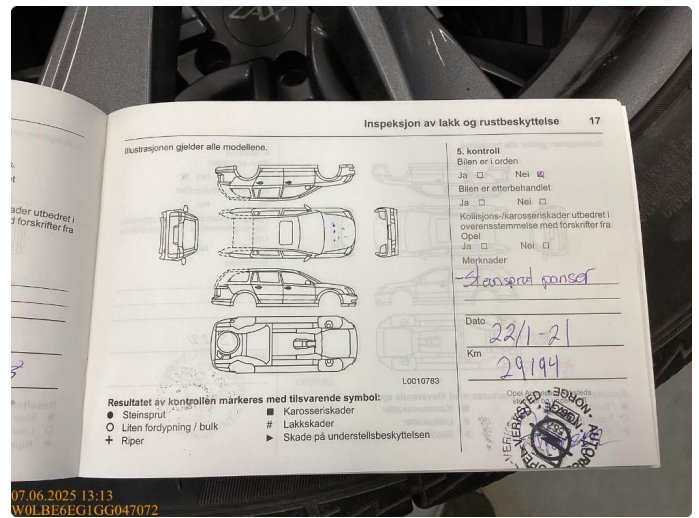 Inspeksjon av lakk og rustbeskyttelse 17
Illustrasjonen gjelder alle modellene.
L0010783
Resultatet av kontrollen markeres med tilsvarende symbol:
● Steinsprut
O Liten fordypning / bulk
+ Riper
■ Karosseriskader
# Lakkskader
► Skade på understellsbeskyttelsen
5. kontroll
Bilen er i orden
Ja □ Nei ☒
Bilen er etterbehandlet
Ja □ Nei □
Kollisjons-/karosseriskader utbedret i
overensstemmelse med forskrifter fra
Opel
Ja □ Nei □
Merknader
-Steinsprut panser
Dato
22/1-21
Km
29194
ader utbedret i
d forskrifter fra
07.06.2025 13:13
W0LBE6EG1GG047072